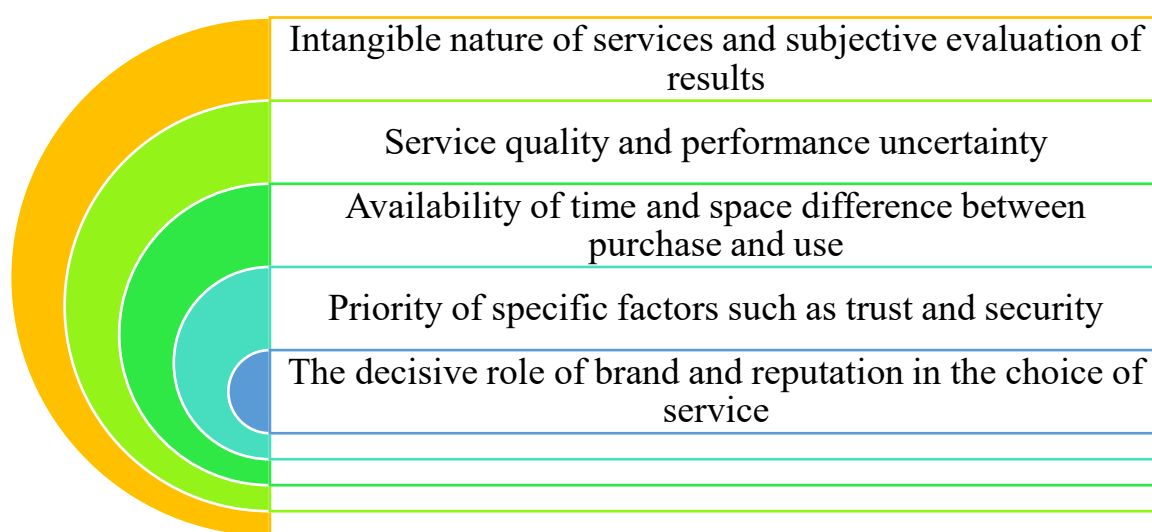 Intangible nature of services and subjective evaluation of
results
Service quality and performance uncertainty
Availability of time and space difference between
purchase and use
Priority of specific factors such as trust and security
The decisive role of brand and reputation in the choice of
service